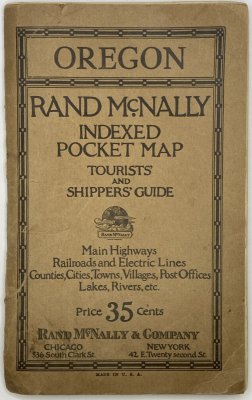 OREGON
RAND McNALLY
INDEXED
POCKET MAP
TOURISTS'
AND
SHIPPERS' GUIDE
RAND McNALLY
Main Highways
Railroads and Electric Lines
Counties, Cities, Towns, Villages, Post Offices
Lakes, Rivers, etc.
Price 35 Cents
RAND McNALLY & COMPANY
CHICAGO NEW YORK
536 South Clark St. 42 E. Twenty second St.
MADE IN U.S.A.